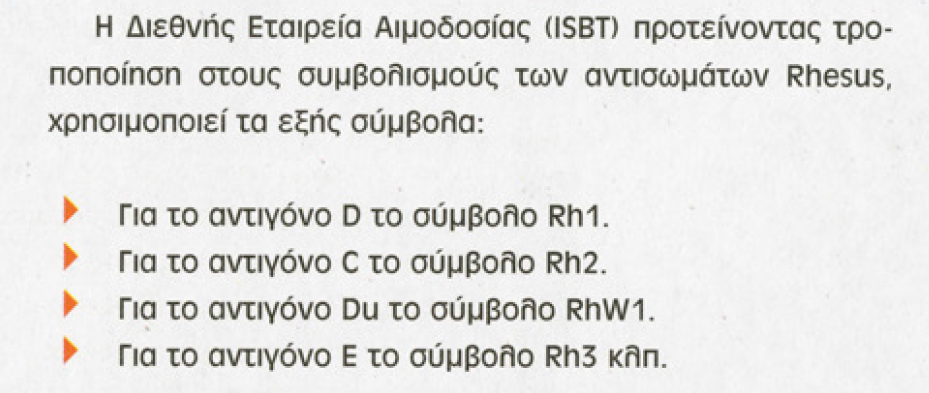 Η Διεθνής Εταιρεία Αιμοδοσίας (ISBT) προτείνοντας τρο-
ποποίηση στους συμβολισμούς των αντισωμάτων Rhesus,
χρησιμοποιεί τα εξής σύμβολα:
Για το αντιγόνο D το σύμβολο Rh1.
Για το αντιγόνο C το σύμβολο Rh2.
Για το αντιγόνο Du το σύμβολο RhW1.
Για το αντιγόνο E το σύμβολο Rh3 κλπ.